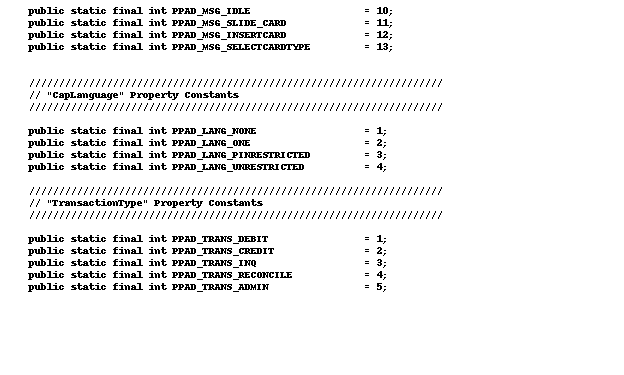 public static final int PPAD_MSG_IDLE = 10;
public static final int PPAD_MSG_SLIDE_CARD = 11;
public static final int PPAD_MSG_INSERTCARD = 12;
public static final int PPAD_MSG_SELECTCARDTYPE = 13;
/////////////////////////////////////////////////////////////////////
// "CapLanguage" Property Constants
/////////////////////////////////////////////////////////////////////
public static final int PPAD_LANG_NONE = 1;
public static final int PPAD_LANG_ONE = 2;
public static final int PPAD_LANG_PINRESTRICTED = 3;
public static final int PPAD_LANG_UNRESTRICTED = 4;
/////////////////////////////////////////////////////////////////////
// "TransactionType" Property Constants
/////////////////////////////////////////////////////////////////////
public static final int PPAD_TRANS_DEBIT = 1;
public static final int PPAD_TRANS_CREDIT = 2;
public static final int PPAD_TRANS_INQ = 3;
public static final int PPAD_TRANS_RECONCILE = 4;
public static final int PPAD_TRANS_ADMIN = 5;